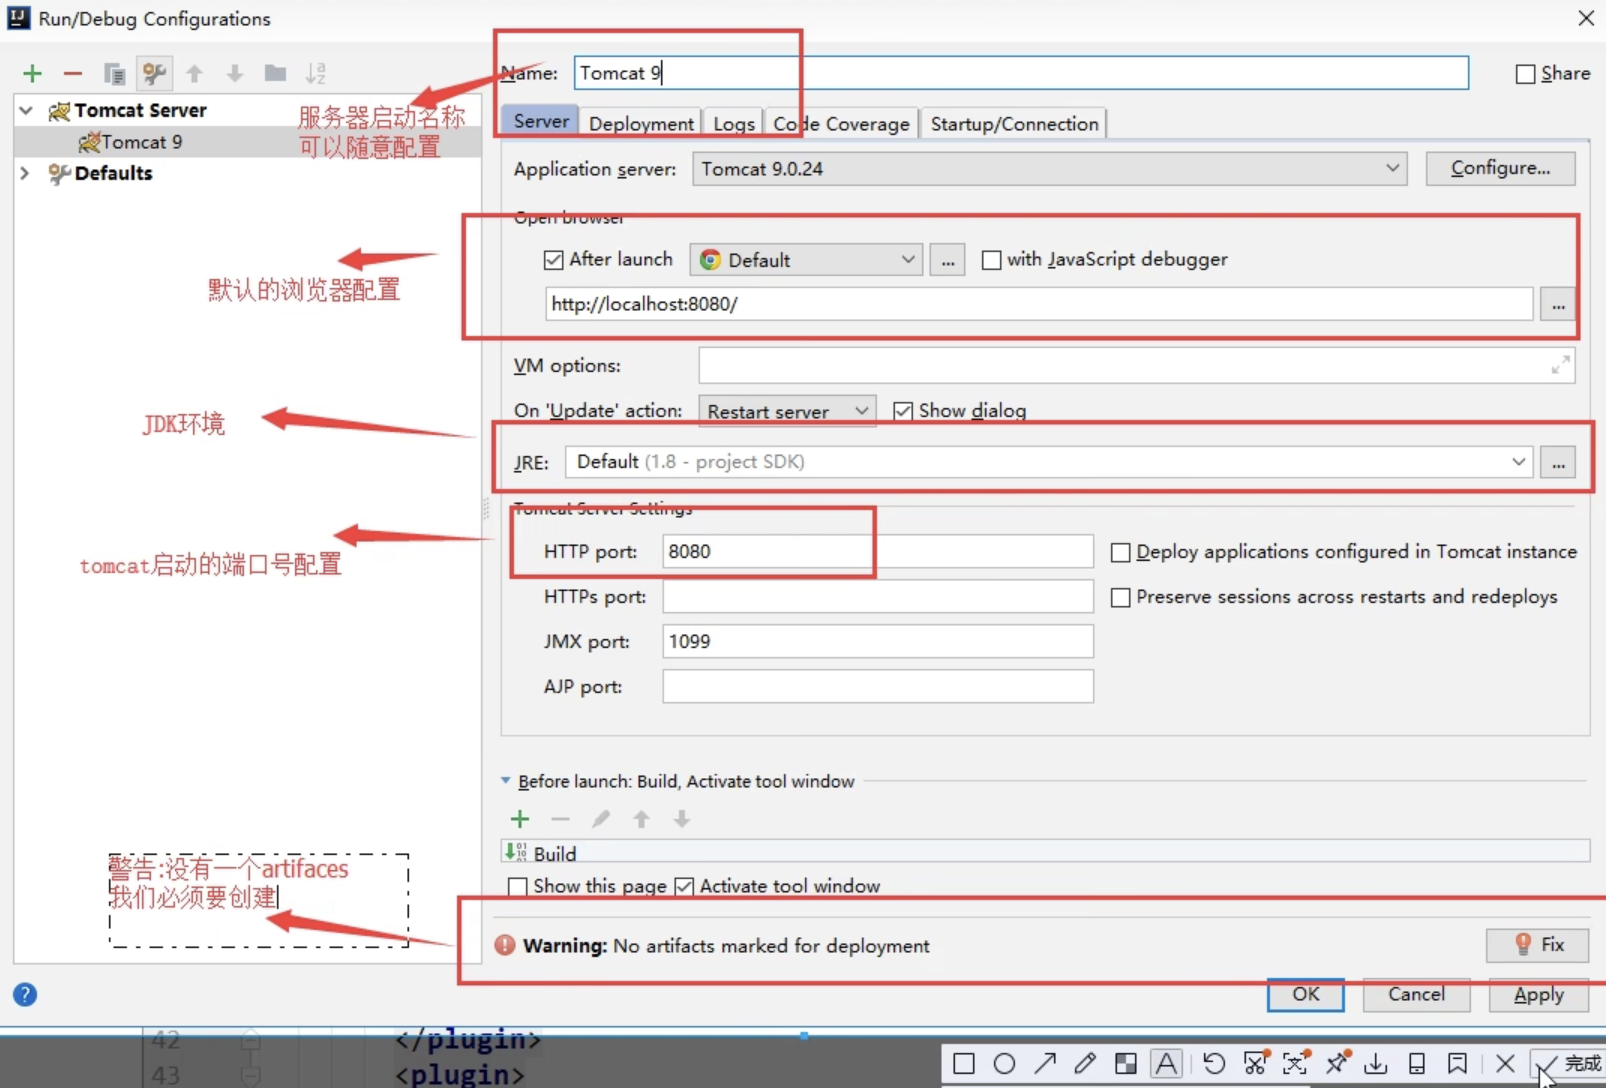 Run/Debug Configurations
Name: Tomcat 9
Share
Tomcat Server
Tomcat 9
Defaults
服务器启动名称
可以随意配置
Server Deployment Logs Code Coverage Startup/Connection
Application server: Tomcat 9.0.24 Configure...
Open browser
After launch Default ... with JavaScript debugger
默认的浏览器配置
http://localhost:8080/ ...
VM options:
On 'Update' action: Restart server Show dialog
JDK环境
JRE: Default (1.8 - project SDK) ...
Tomcat Server Settings
HTTP port: 8080 Deploy applications configured in Tomcat instance
tomcat启动的端口号配置
HTTPs port: Preserve sessions across restarts and redeploys
JMX port: 1099
AJP port:
Before launch: Build, Activate tool window
Build
Show this page Activate tool window
警告:没有一个artifaces
我们必须要创建
Warning: No artifacts marked for deployment Fix
OK Cancel Apply
42 </plugin>
43 <plugin>
完成